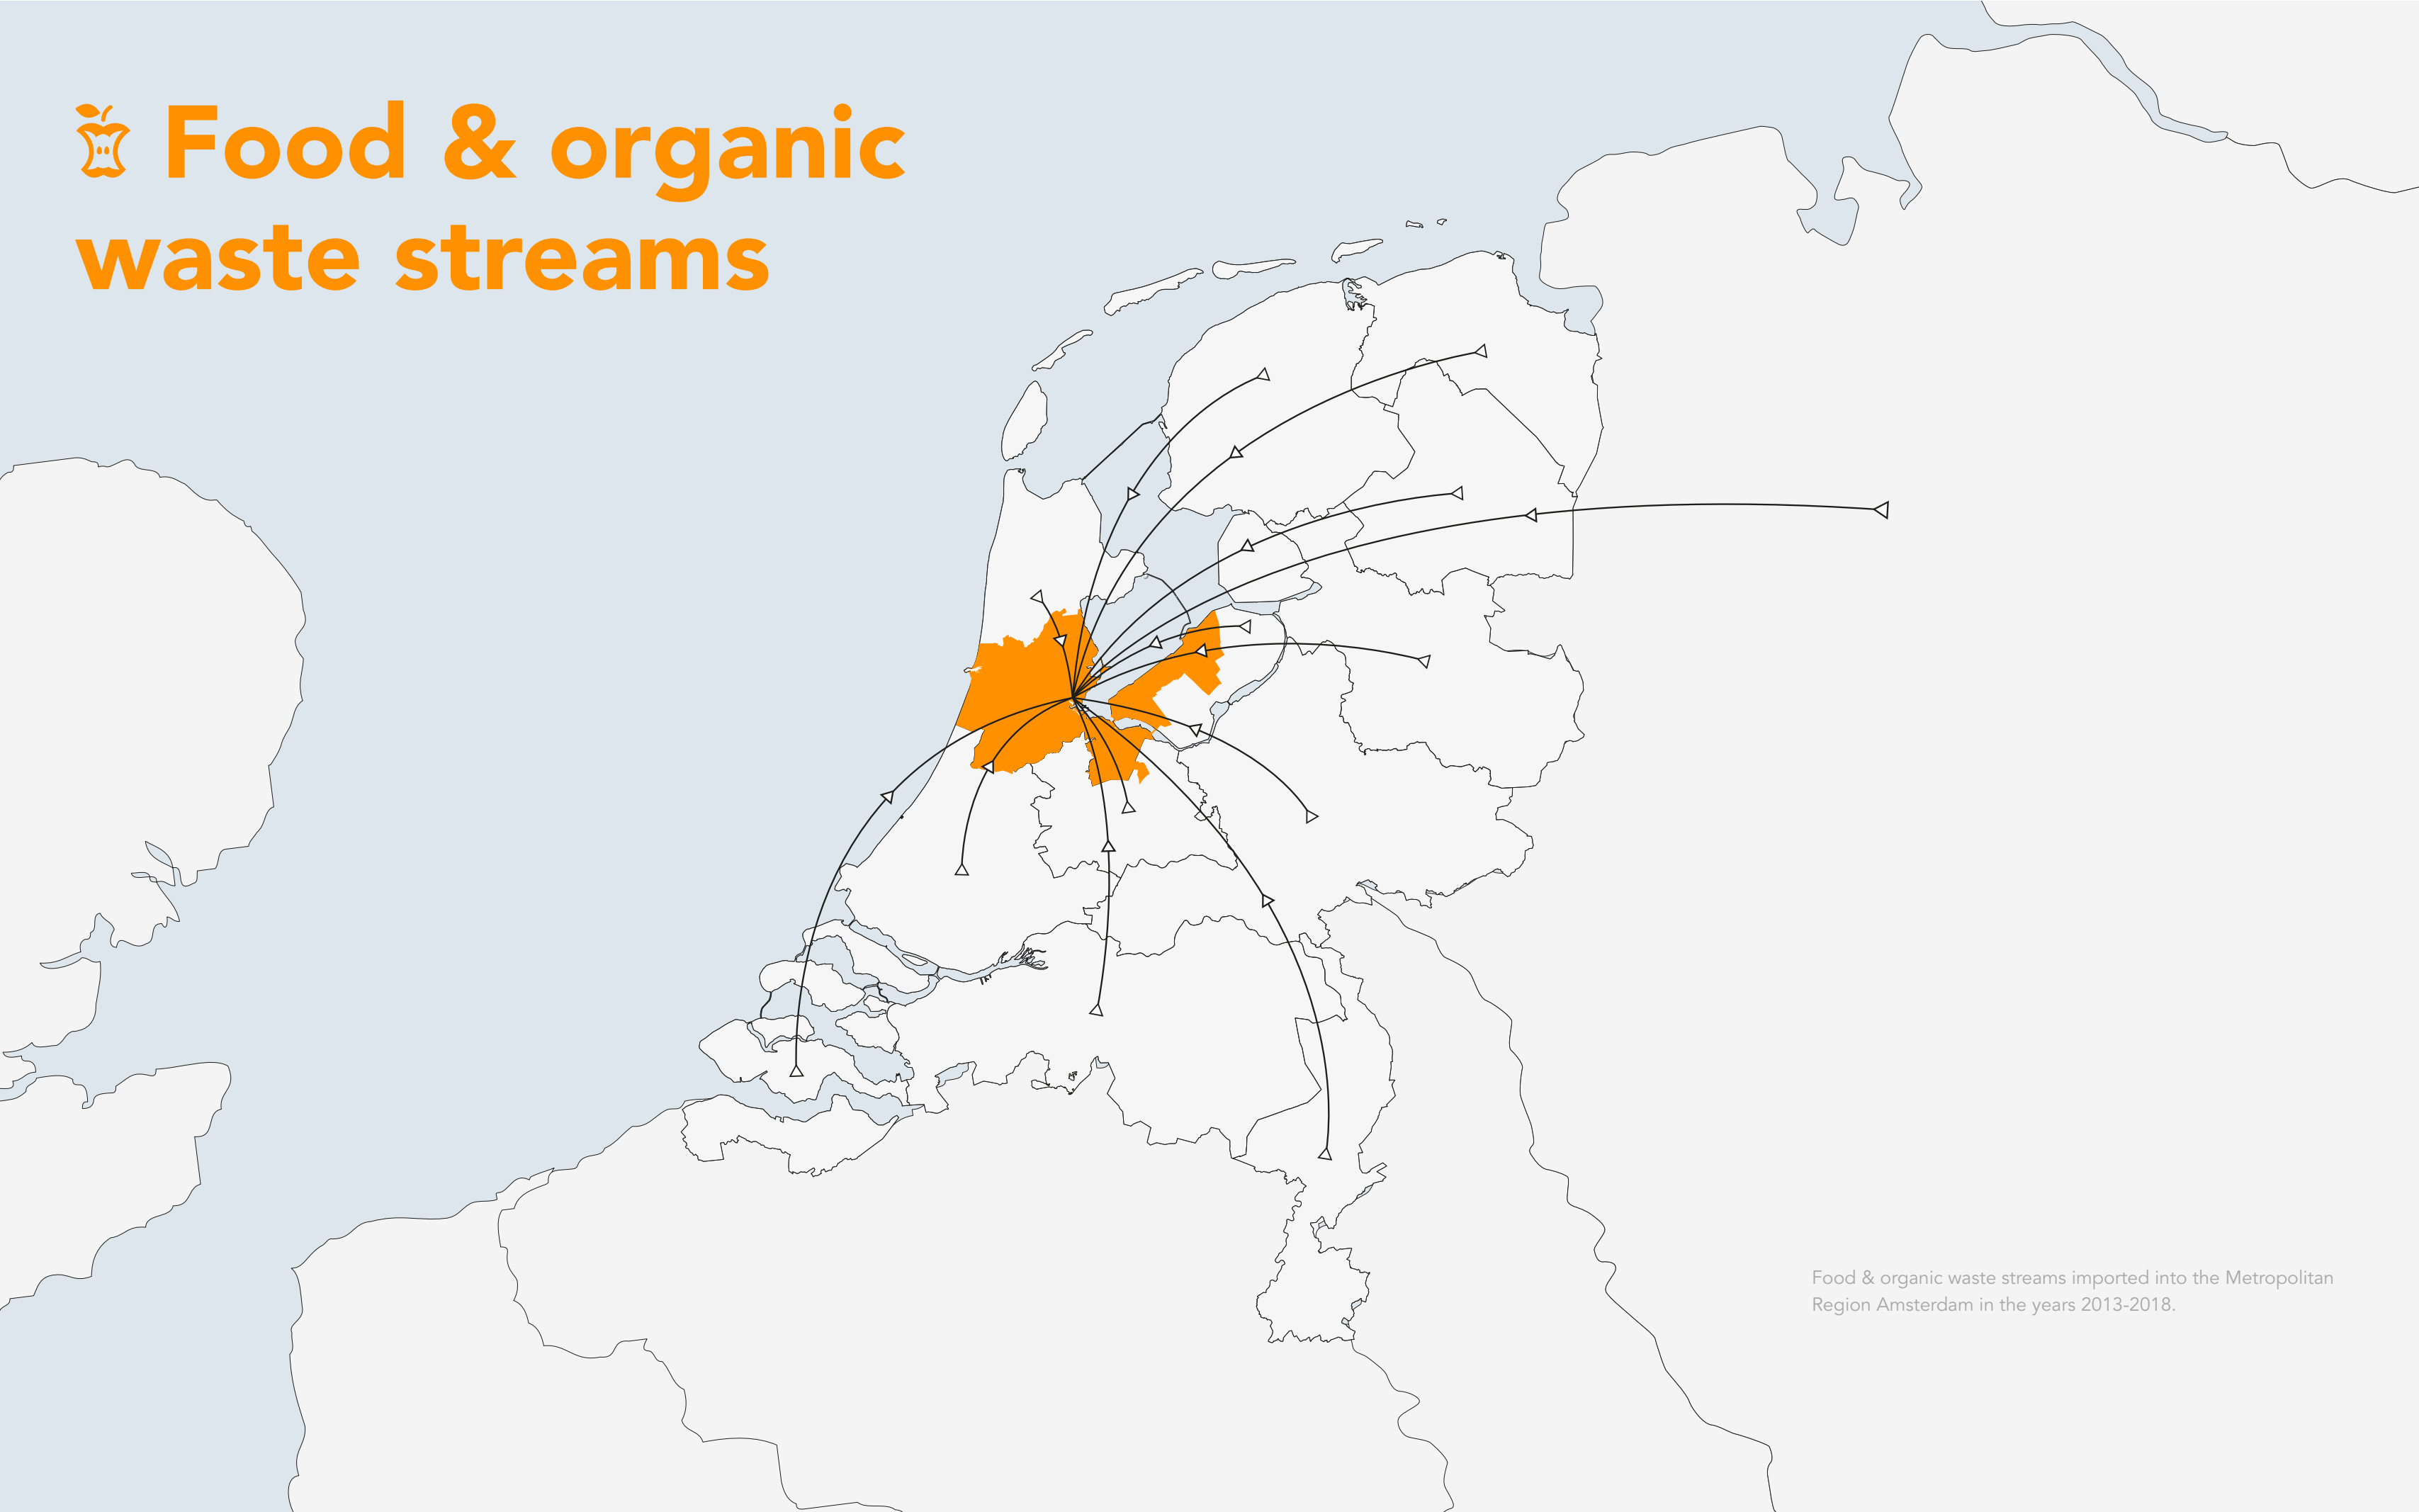 Food & organic
waste streams
Food & organic waste streams imported into the Metropolitan
Region Amsterdam in the years 2013-2018.